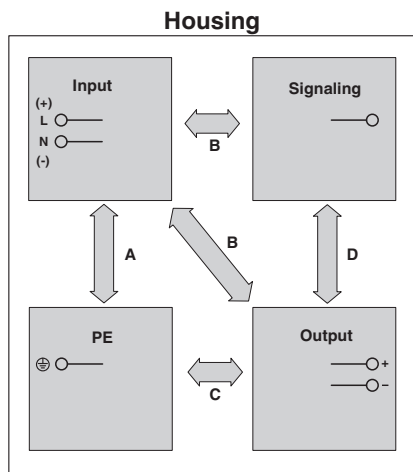 Housing
Input
(+)
L
N
(-)
Signaling
B
A
B
D
PE
C
Output
+
–